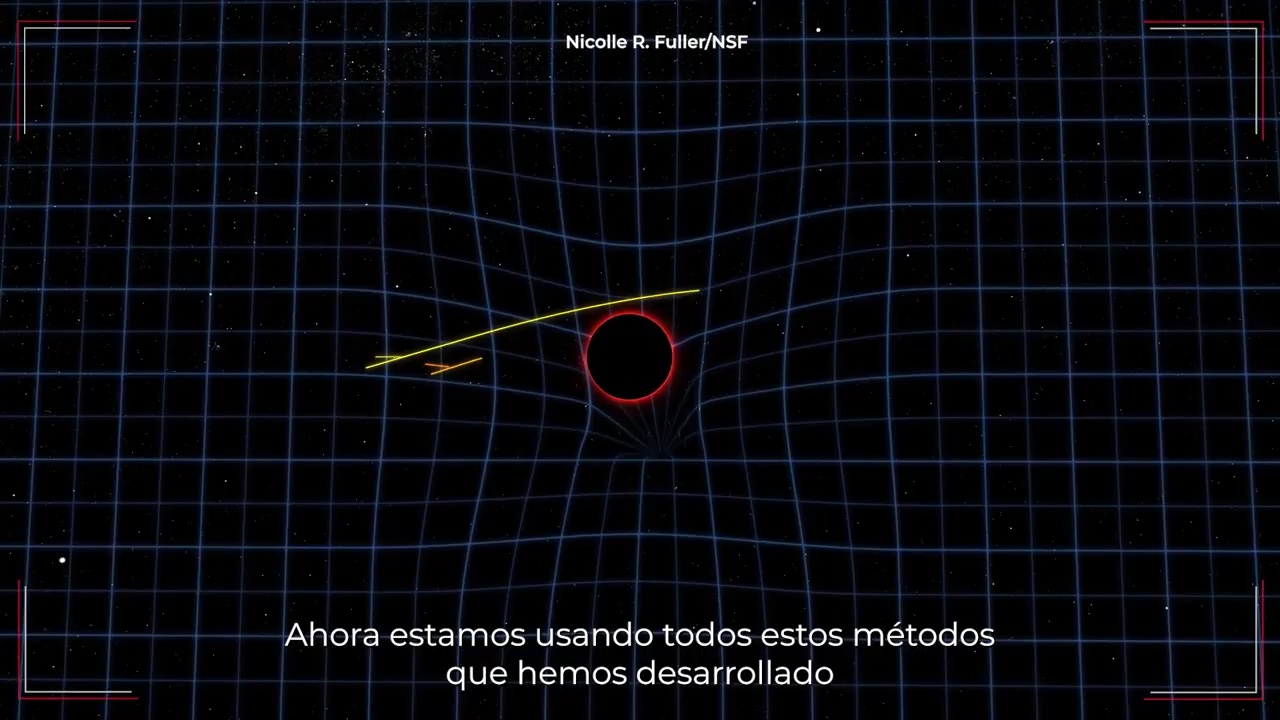 Nicolle R. Fuller/NSF
Ahora estamos usando todos estos métodos
que hemos desarrollado